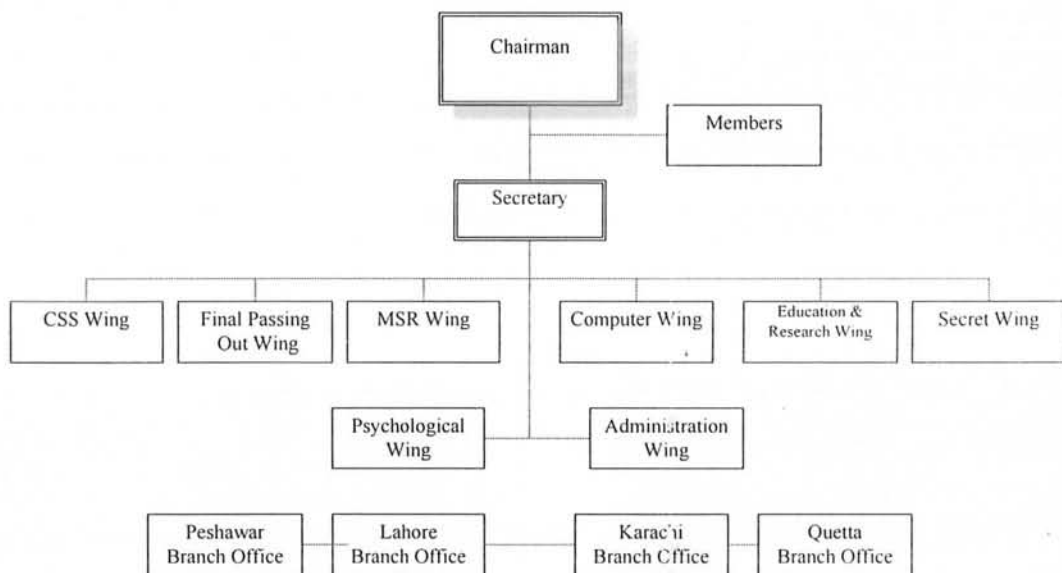 Chairman
Members
Secretary
CSS Wing
Final Passing
Out Wing
MSR Wing
Computer Wing
Education &
Research Wing
Secret Wing
Psychological
Wing
Administration
Wing
Peshawar
Branch Office
Lahore
Branch Office
Karachi
Branch Office
Quetta
Branch Office